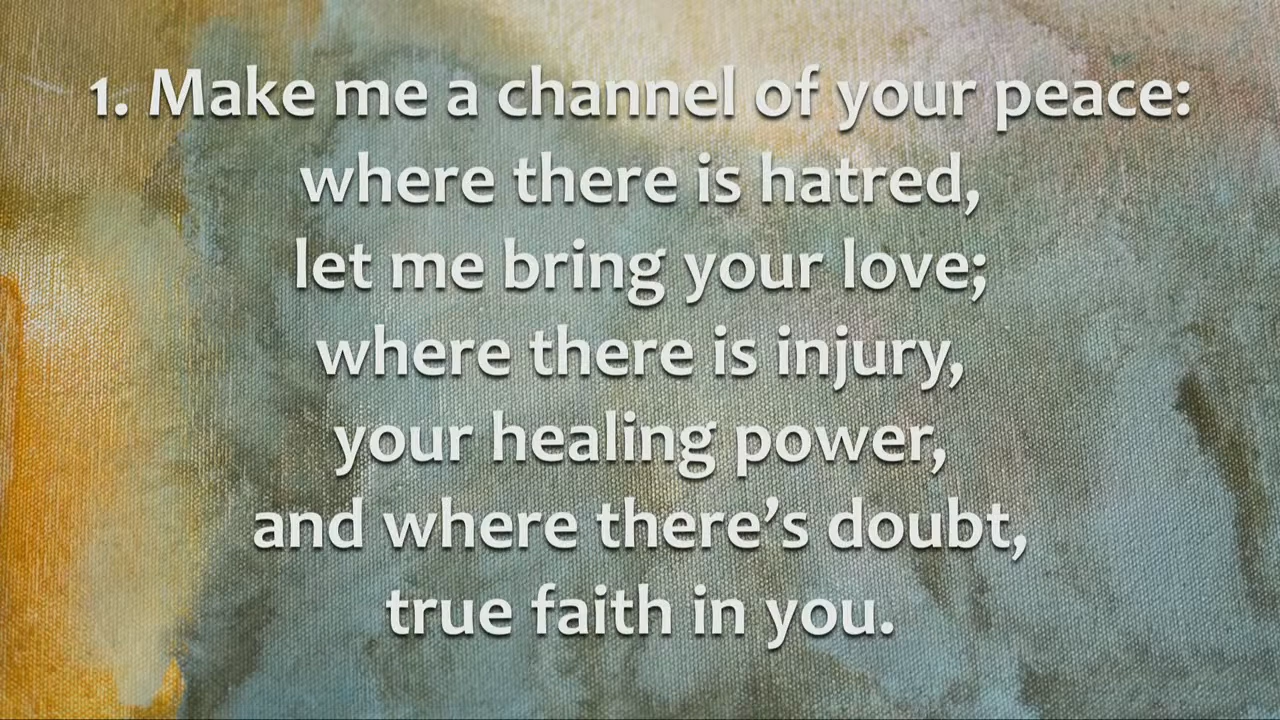 1. Make me a channel of your peace:
where there is hatred,
let me bring your love;
where there is injury,
your healing power,
and where there’s doubt,
true faith in you.